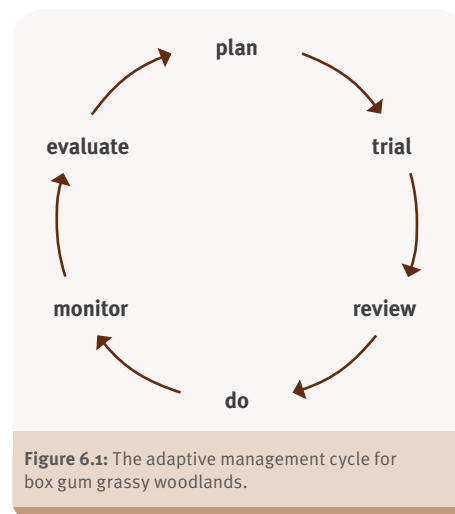 plan
trial
review
do
monitor
evaluate
Figure 6.1: The adaptive management cycle for
box gum grassy woodlands.